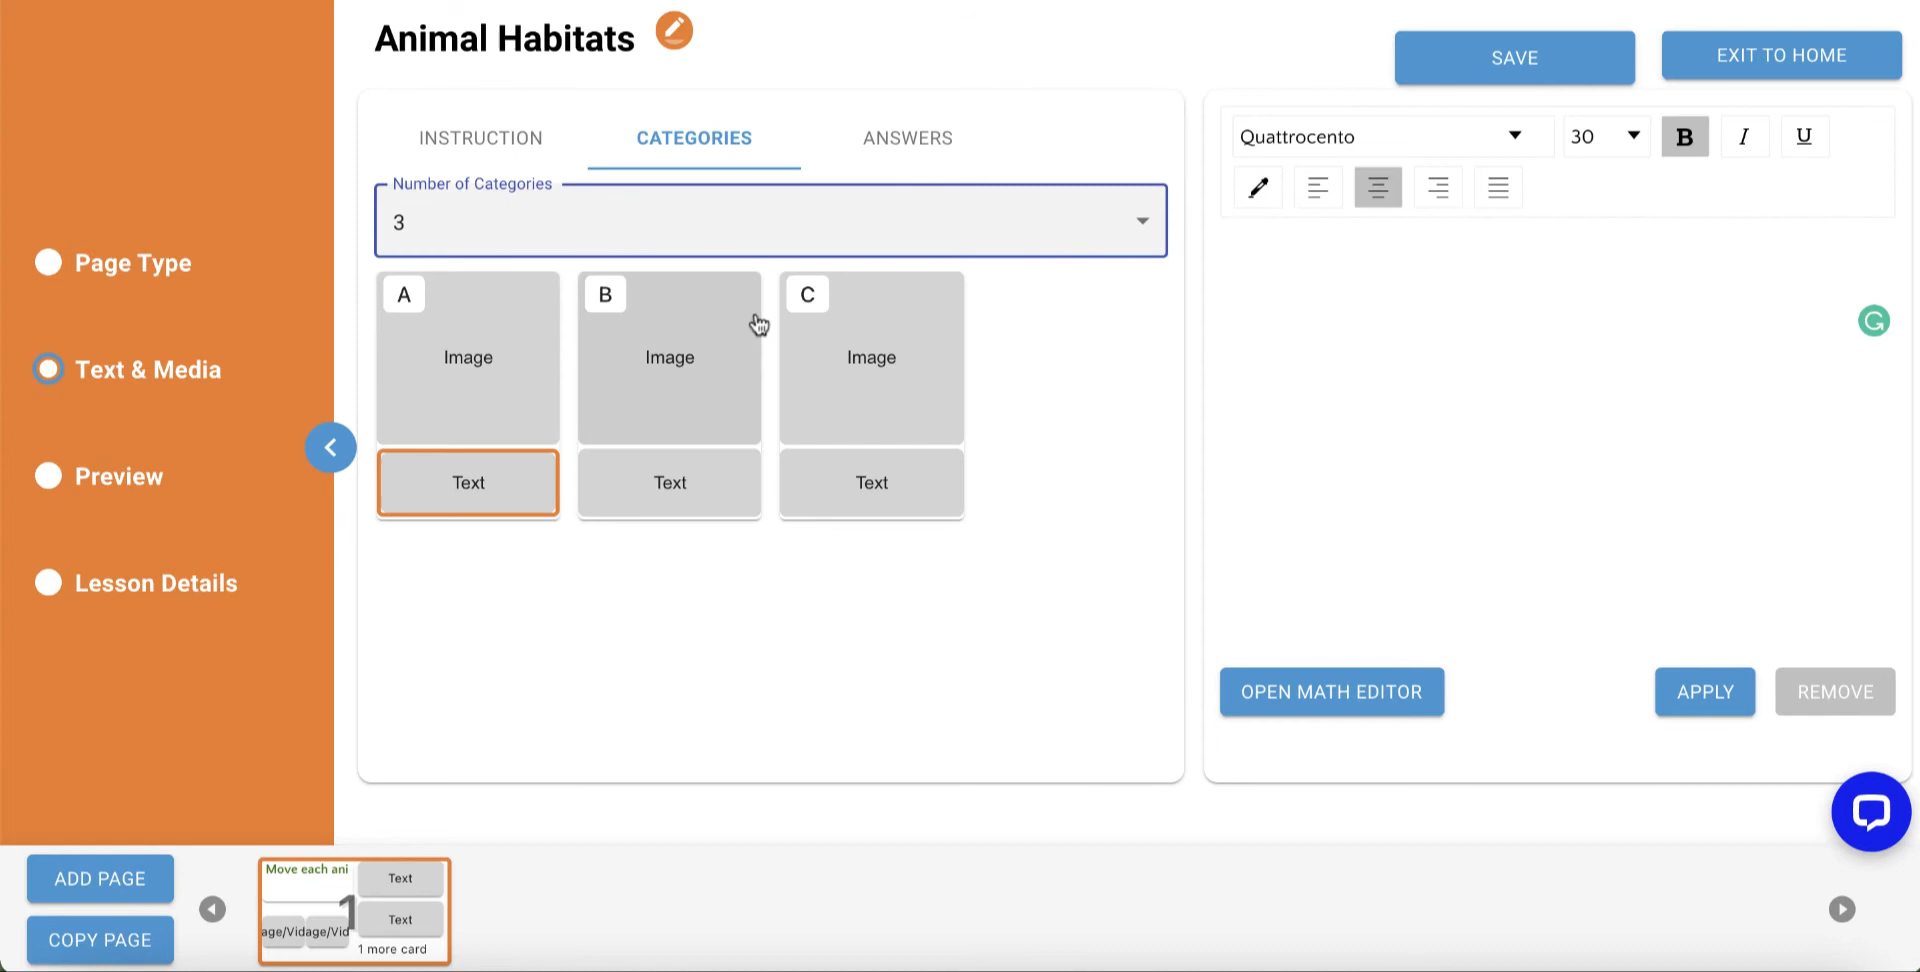 Animal Habitats
SAVE
EXIT TO HOME
INSTRUCTION
CATEGORIES
ANSWERS
Number of Categories
3
A
Image
Text
B
Image
Text
C
Image
Text
Quattrocento
30
B
I
U
OPEN MATH EDITOR
APPLY
REMOVE
Page Type
Text & Media
Preview
Lesson Details
ADD PAGE
COPY PAGE
Move each ani
age/Vidage/Vid
1
Text
Text
1 more card